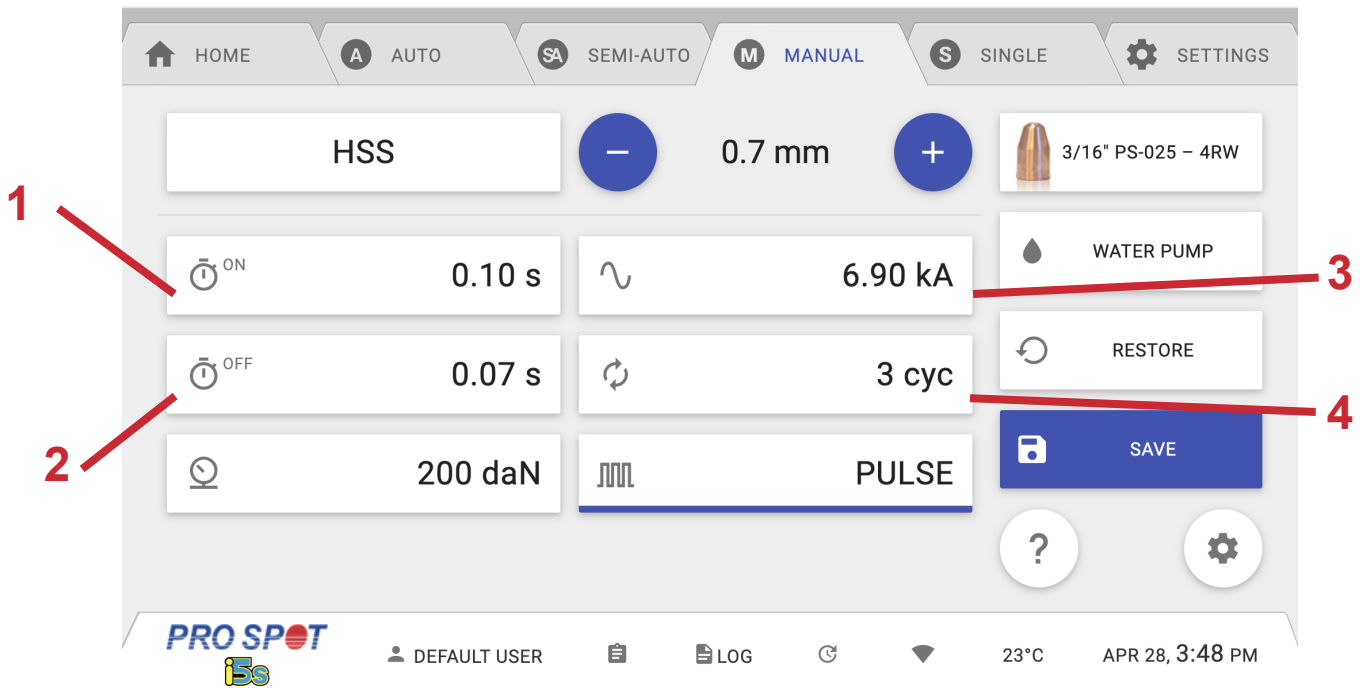 HOME
A AUTO
SA SEMI-AUTO
M MANUAL
S SINGLE
SETTINGS
HSS
−
0.7 mm
+
3/16" PS-025 – 4RW
1
ON 0.10 s
6.90 kA
WATER PUMP
3
OFF 0.07 s
3 cyc
RESTORE
4
2
200 daN
PULSE
SAVE
?
PRO SPOT
i5s
DEFAULT USER
LOG
23°C
APR 28, 3:48 PM